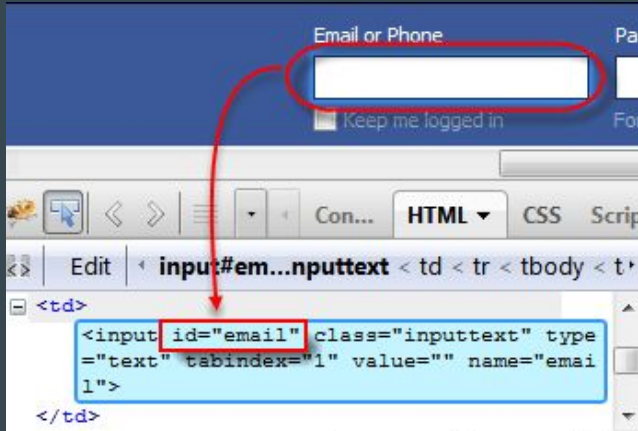 Email or Phone Pa
Keep me logged in Fo
Con... HTML CSS Scrip
Edit input#em...nputtext < td < tr < tbody < t
<td>
<input id="email" class="inputtext" type
="text" tabindex="1" value="" name="emai
l">
</td>